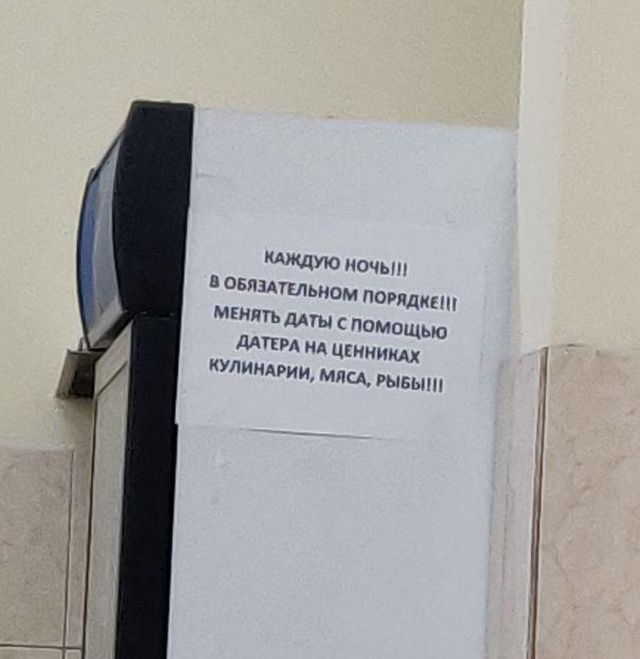 КАЖДУЮ НОЧЬ!!!
В ОБЯЗАТЕЛЬНОМ ПОРЯДКЕ!!!
МЕНЯТЬ ДАТЫ С ПОМОЩЬЮ
ДАТЕРА НА ЦЕННИКАХ
КУЛИНАРИИ, МЯСА, РЫБЫ!!!